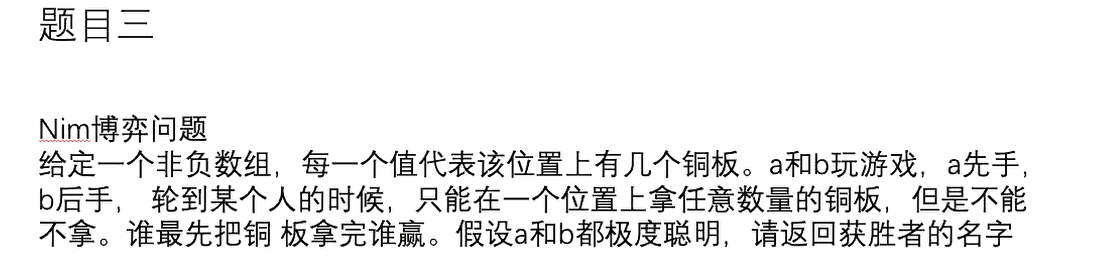 题目三
Nim博弈问题
给定一个非负数组，每一个值代表该位置上有几个铜板。a和b玩游戏，a先手，
b后手， 轮到某个人的时候，只能在一个位置上拿任意数量的铜板，但是不能
不拿。谁最先把铜 板拿完谁赢。假设a和b都极度聪明，请返回获胜者的名字